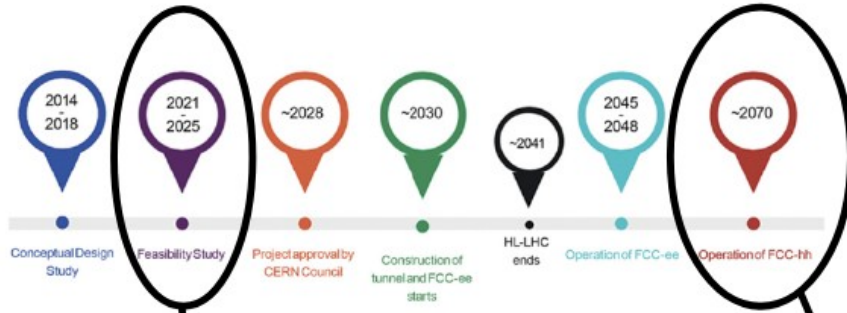 2014
-
2018
2021
-
2025
~2028
~2030
~2041
2045
-
2048
~2070
Conceptual Design
Study
Feasibility Study
Project approval by
CERN Council
Construction of
tunnel and FCC-ee
starts
HL-LHC
ends
Operation of FCC-ee
Operation of FCC-hh